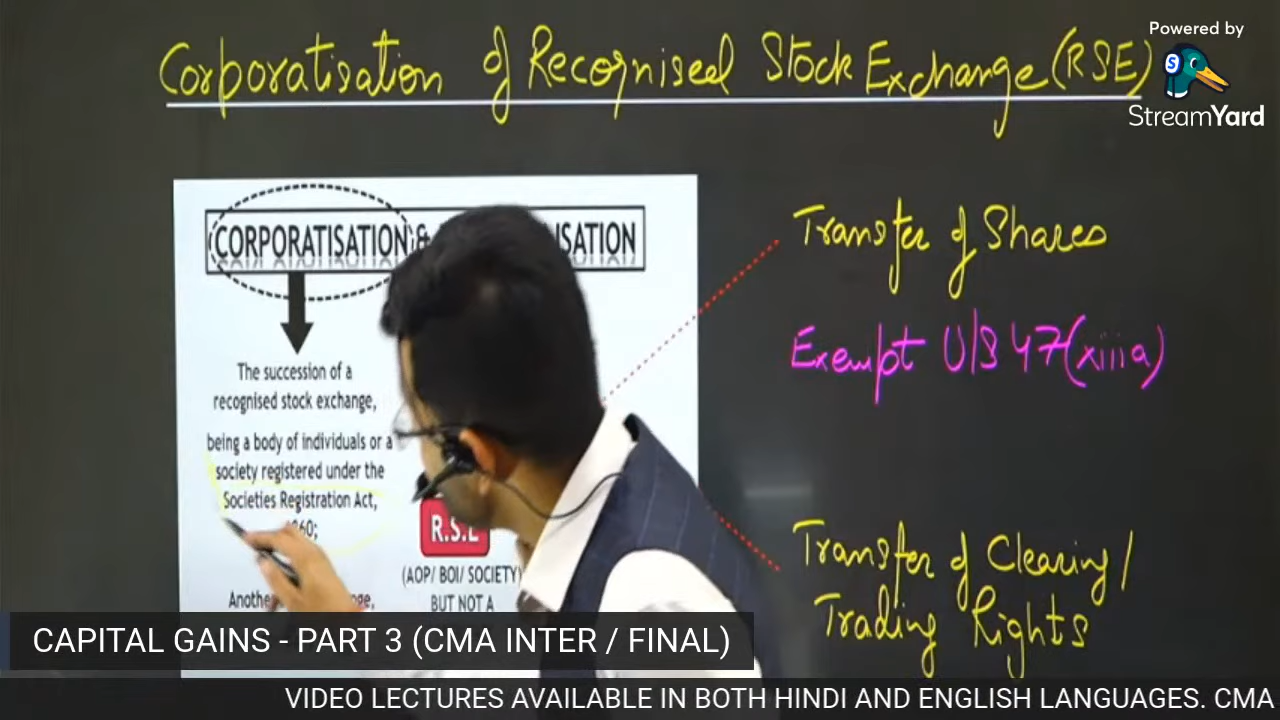 Corporatisation of Recognised Stock Exchange (RSE)
Powered by
StreamYard
CORPORATISATION &
The succession of a
recognised stock exchange,
being a body of individuals or a
society registered under the
Societies Registration Act,
R.S.E
(AOP/ BOI/ SOCIETY)
BUT NOT A
Transfer of Shares
Exempt U/S 47(xiiia)
Transfer of Clearing/
Trading Rights
CAPITAL GAINS - PART 3 (CMA INTER / FINAL)
VIDEO LECTURES AVAILABLE IN BOTH HINDI AND ENGLISH LANGUAGES. CMA